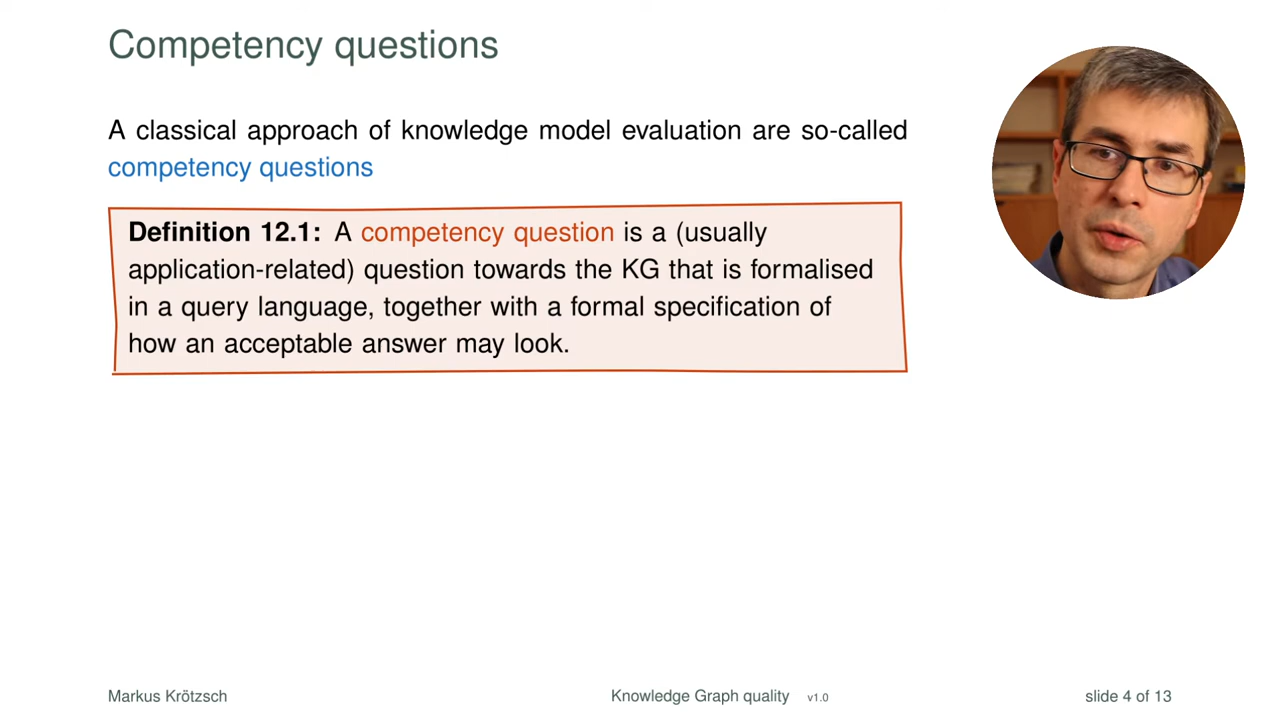 Competency questions
A classical approach of knowledge model evaluation are so-called
competency questions
Definition 12.1: A competency question is a (usually
application-related) question towards the KG that is formalised
in a query language, together with a formal specification of
how an acceptable answer may look.
Markus Krötzsch
Knowledge Graph quality v1.0
slide 4 of 13